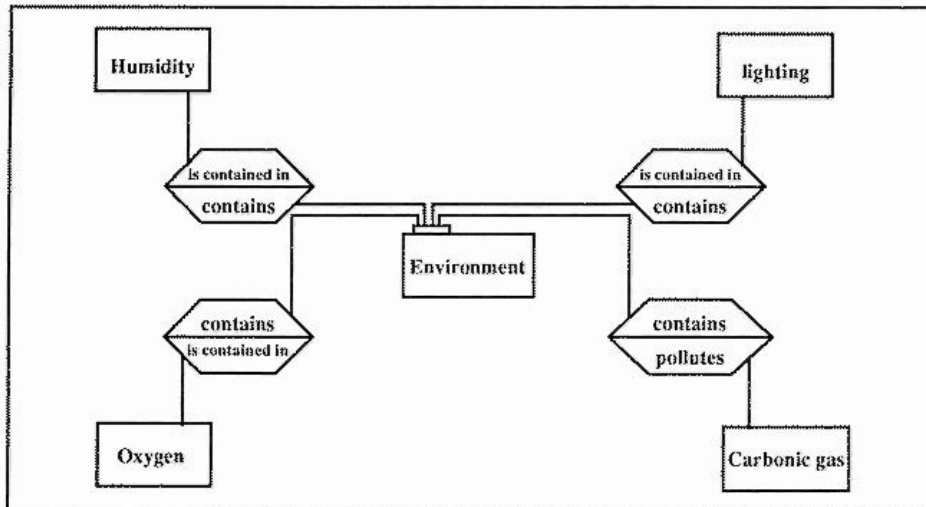 Humidity
lighting
is contained in
contains
is contained in
contains
Environment
contains
is contained in
contains
pollutes
Oxygen
Carbonic gas